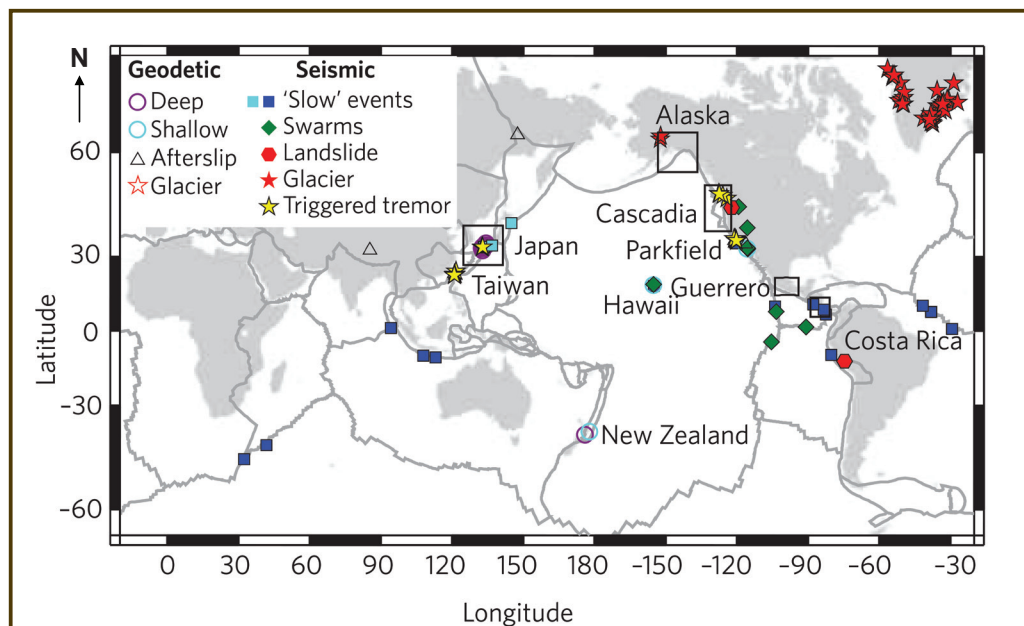 N
Geodetic
Deep
Shallow
Afterslip
Glacier
Seismic
'Slow' events
Swarms
Landslide
Glacier
Triggered tremor
Alaska
Cascadia
Parkfield
Japan
Taiwan
Guerrero
Hawaii
Costa Rica
New Zealand
Latitude
60
30
0
–30
–60
0 30 60 90 120 150 180 –150 –120 –90 –60 –30
Longitude